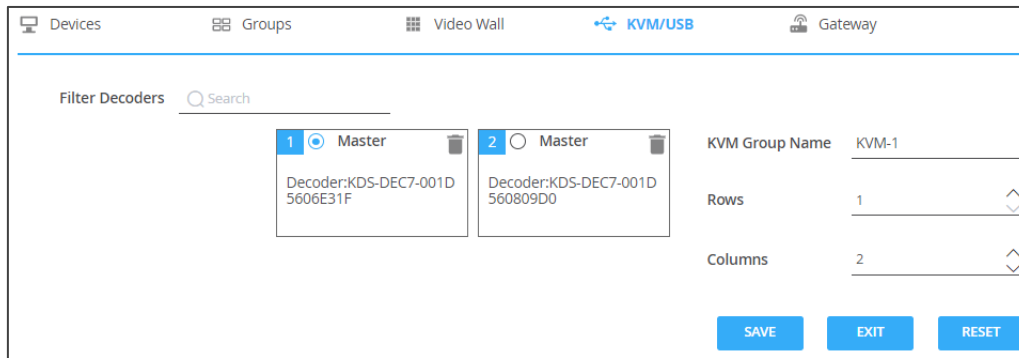 Devices Groups Video Wall KVM/USB Gateway
Filter Decoders Search
1 Master 2 Master
Decoder:KDS-DEC7-001D Decoder:KDS-DEC7-001D
5606E31F 560809D0
KVM Group Name KVM-1
Rows 1
Columns 2
SAVE EXIT RESET